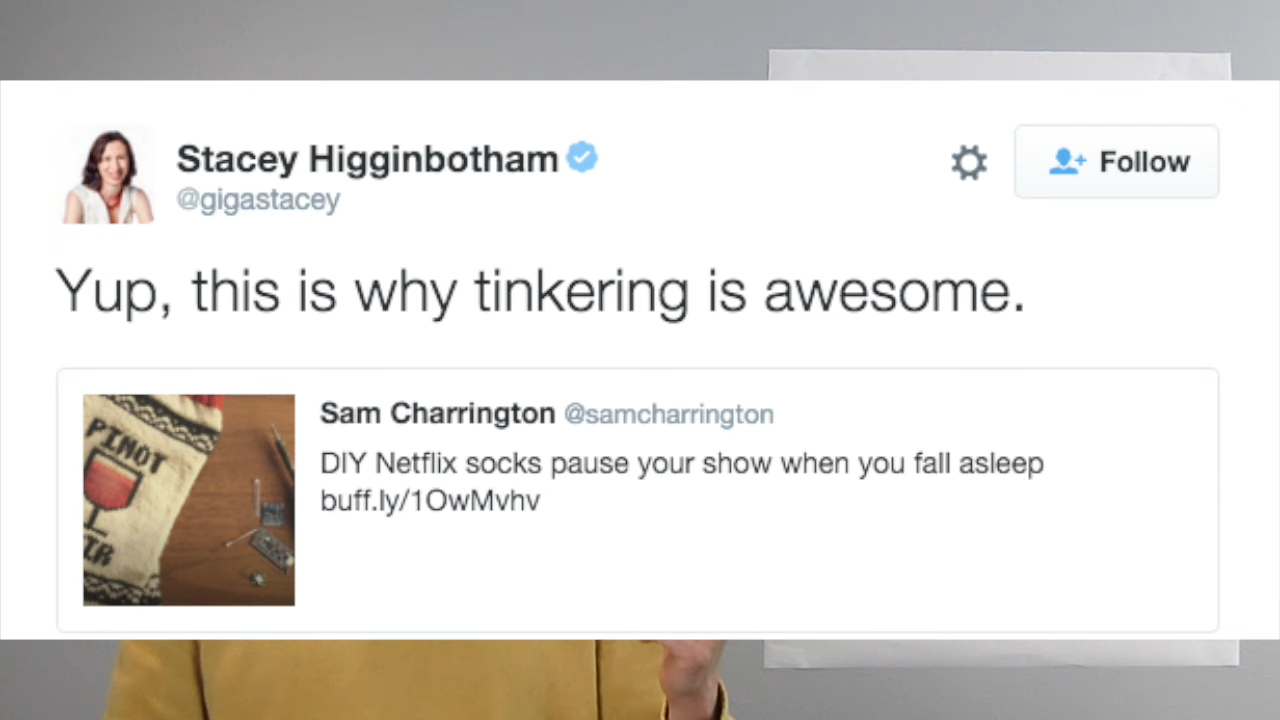 Stacey Higginbotham
@gigastacey
Follow
Yup, this is why tinkering is awesome.
Sam Charrington @samcharrington
DIY Netflix socks pause your show when you fall asleep
buff.ly/1OwMvhv
PINOT